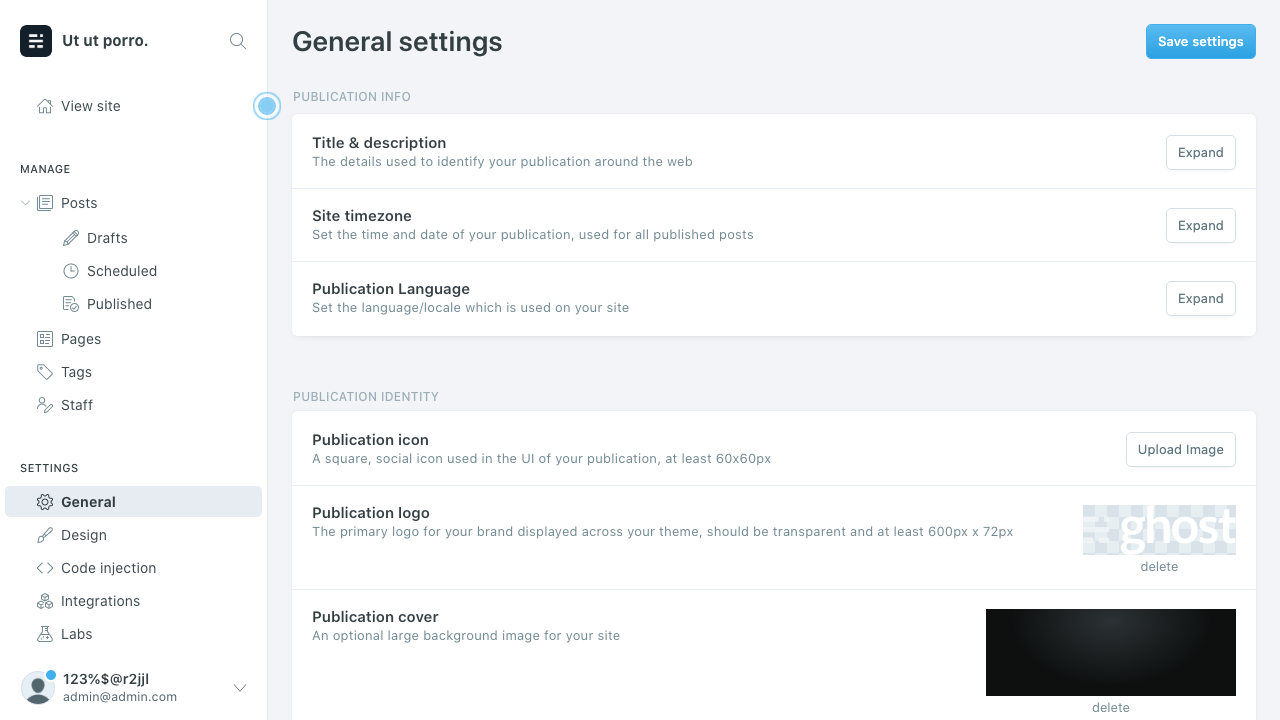 Ut ut porro.
View site
MANAGE
Posts
Drafts
Scheduled
Published
Pages
Tags
Staff
SETTINGS
General
Design
Code injection
Integrations
Labs
123%$@r2jjl
admin@admin.com
General settings
Save settings
PUBLICATION INFO
Title & description
The details used to identify your publication around the web
Expand
Site timezone
Set the time and date of your publication, used for all published posts
Expand
Publication Language
Set the language/locale which is used on your site
Expand
PUBLICATION IDENTITY
Publication icon
A square, social icon used in the UI of your publication, at least 60x60px
Upload Image
Publication logo
The primary logo for your brand displayed across your theme, should be transparent and at least 600px x 72px
ghost
delete
Publication cover
An optional large background image for your site
delete